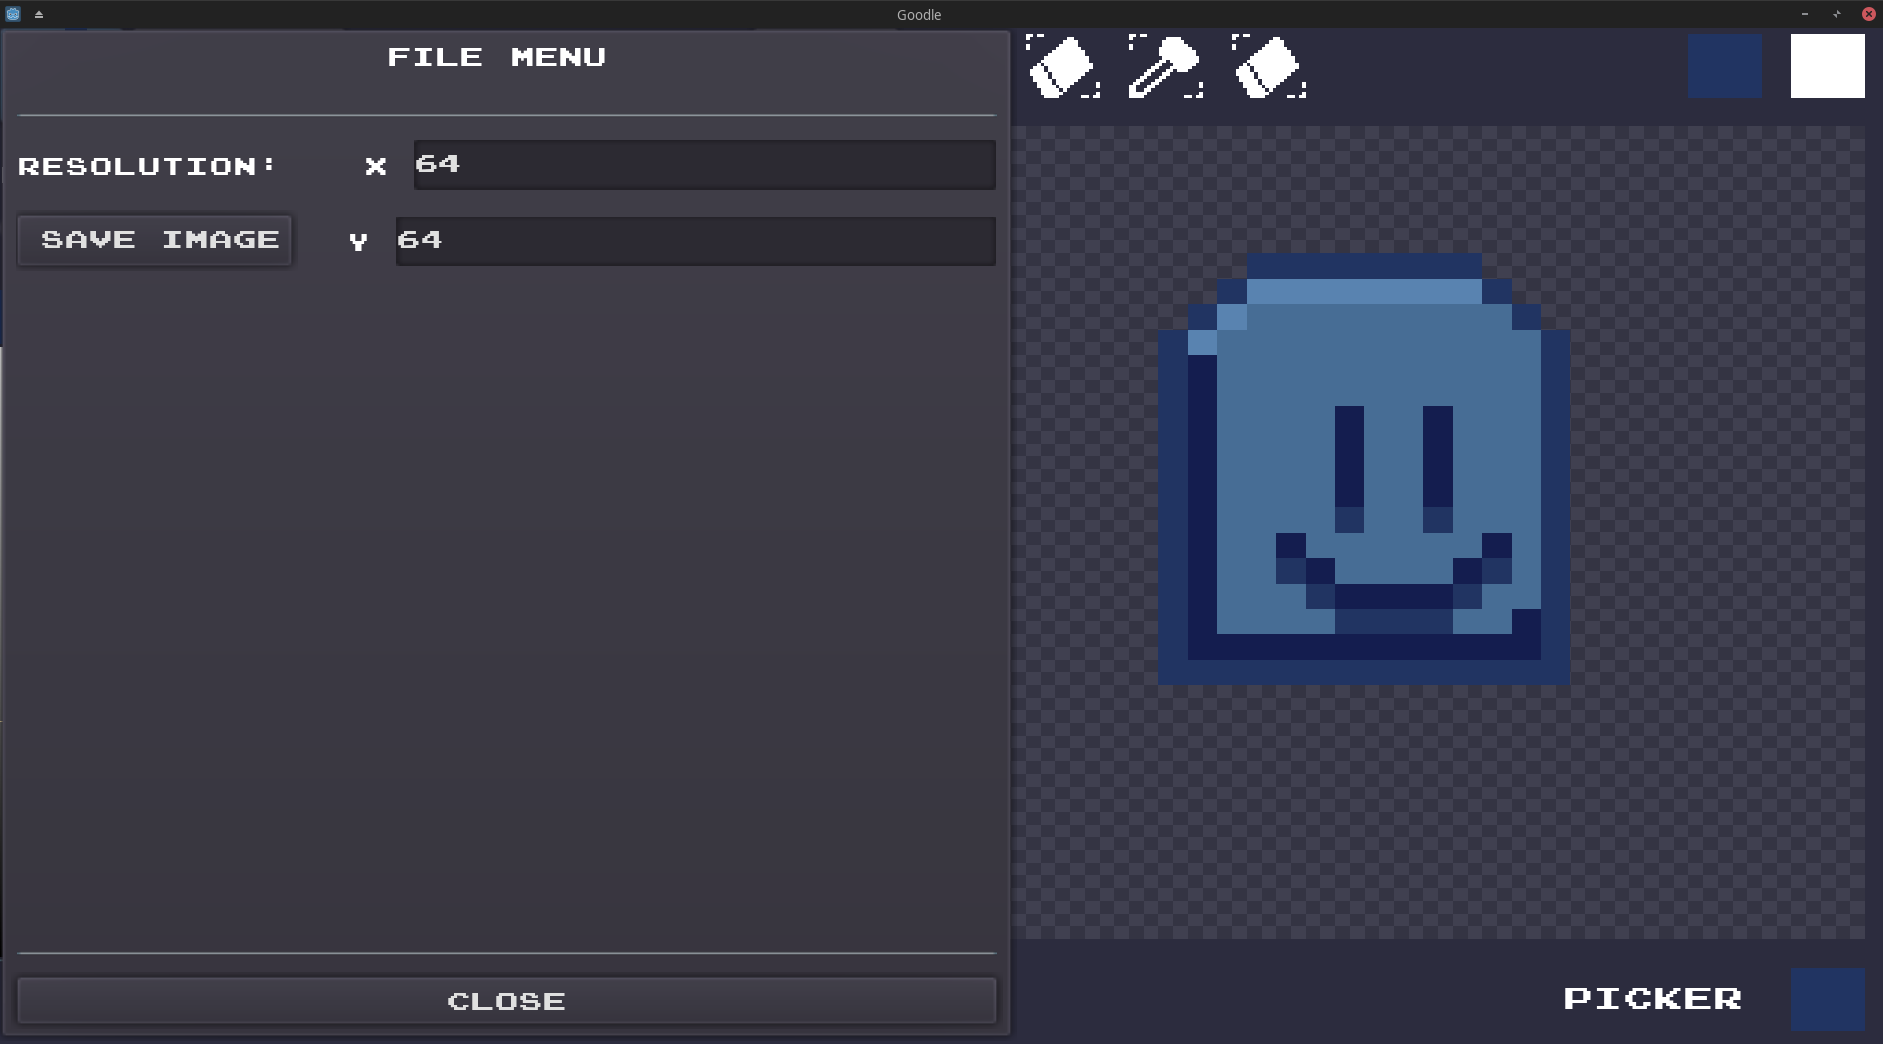 Goodle
FILE MENU
RESOLUTION: X 64
SAVE IMAGE Y 64
CLOSE
PICKER